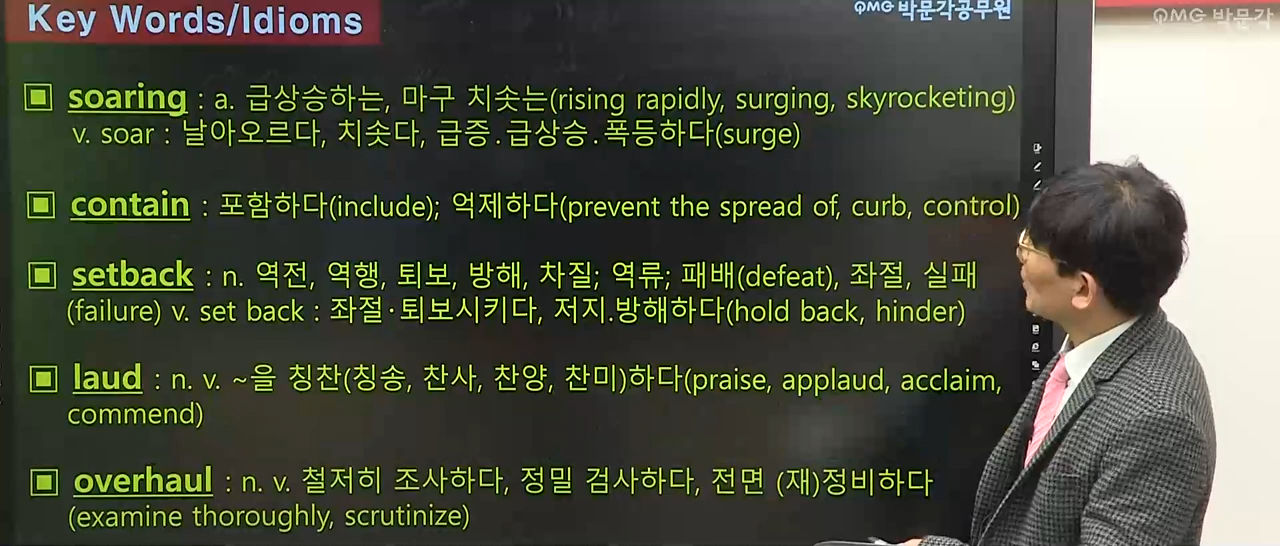 Key Words/Idioms
PMG 박문각공무원
PMG 박문각
▣ soaring : a. 급상승하는, 마구 치솟는(rising rapidly, surging, skyrocketing)
v. soar : 날아오르다, 치솟다, 급증.급상승.폭등하다(surge)
▣ contain : 포함하다(include); 억제하다(prevent the spread of, curb, control)
▣ setback : n. 역전, 역행, 퇴보, 방해, 차질; 역류; 패배(defeat), 좌절, 실패
(failure) v. set back : 좌절·퇴보시키다, 저지.방해하다(hold back, hinder)
▣ laud : n. v. ~을 칭찬(칭송, 찬사, 찬양, 찬미)하다(praise, applaud, acclaim,
commend)
▣ overhaul : n. v. 철저히 조사하다, 정밀 검사하다, 전면 (재)정비하다
(examine thoroughly, scrutinize)